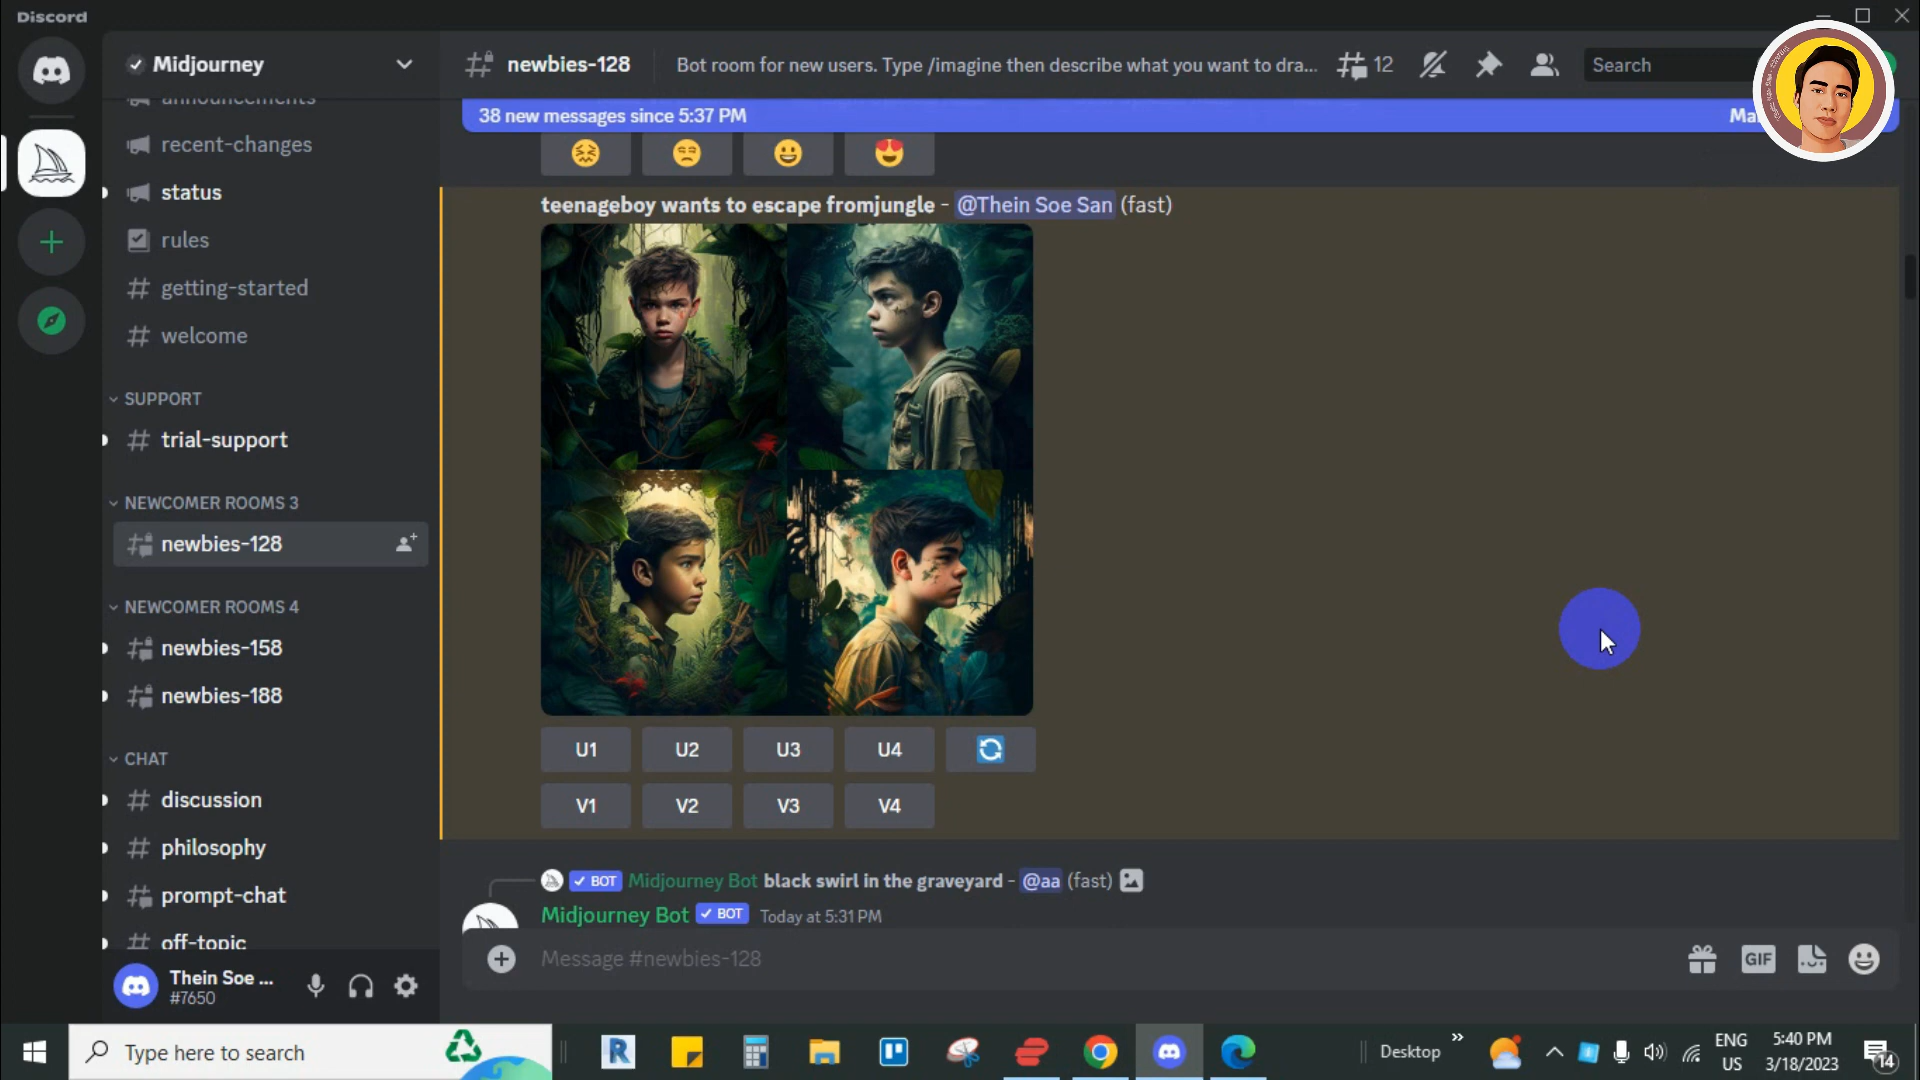 Discord
Midjourney
announcements
recent-changes
status
rules
getting-started
welcome
SUPPORT
trial-support
NEWCOMER ROOMS 3
newbies-128
NEWCOMER ROOMS 4
newbies-158
newbies-188
CHAT
discussion
philosophy
prompt-chat
off-topic
Thein Soe ...
#7650
newbies-128
Bot room for new users. Type /imagine then describe what you want to dra...
12
Search
38 new messages since 5:37 PM
Ma
teenageboy wants to escape fromjungle - @Thein Soe San (fast)
U1 U2 U3 U4
V1 V2 V3 V4
BOT Midjourney Bot black swirl in the graveyard - @aa (fast)
Midjourney Bot BOT Today at 5:31 PM
Message #newbies-128
GIF
Type here to search
R
Desktop
ENG
US
5:40 PM
3/18/2023
14